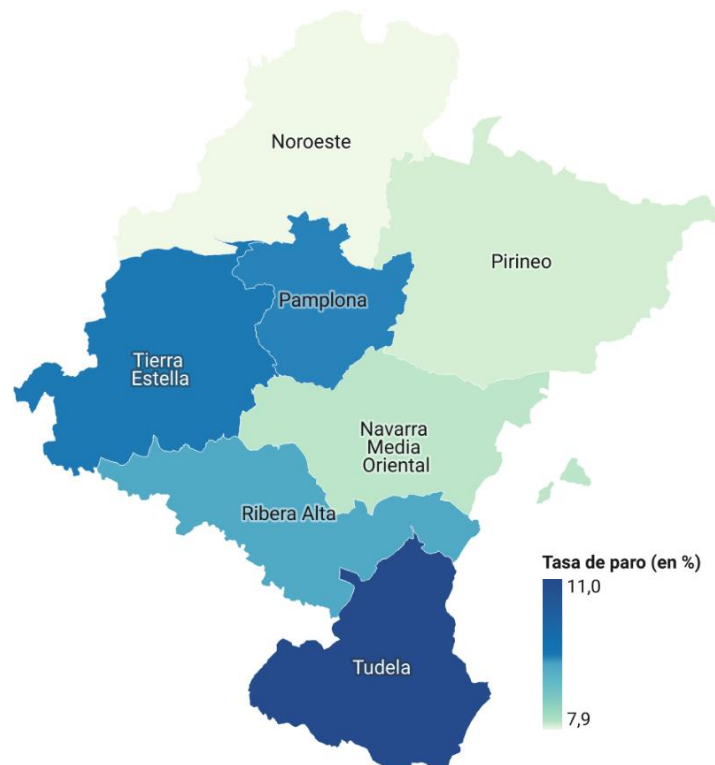 Noroeste
Pirineo
Pamplona
Tierra
Estella
Navarra
Media
Oriental
Ribera Alta
Tasa de paro (en %)
11,0
7,9
Tudela